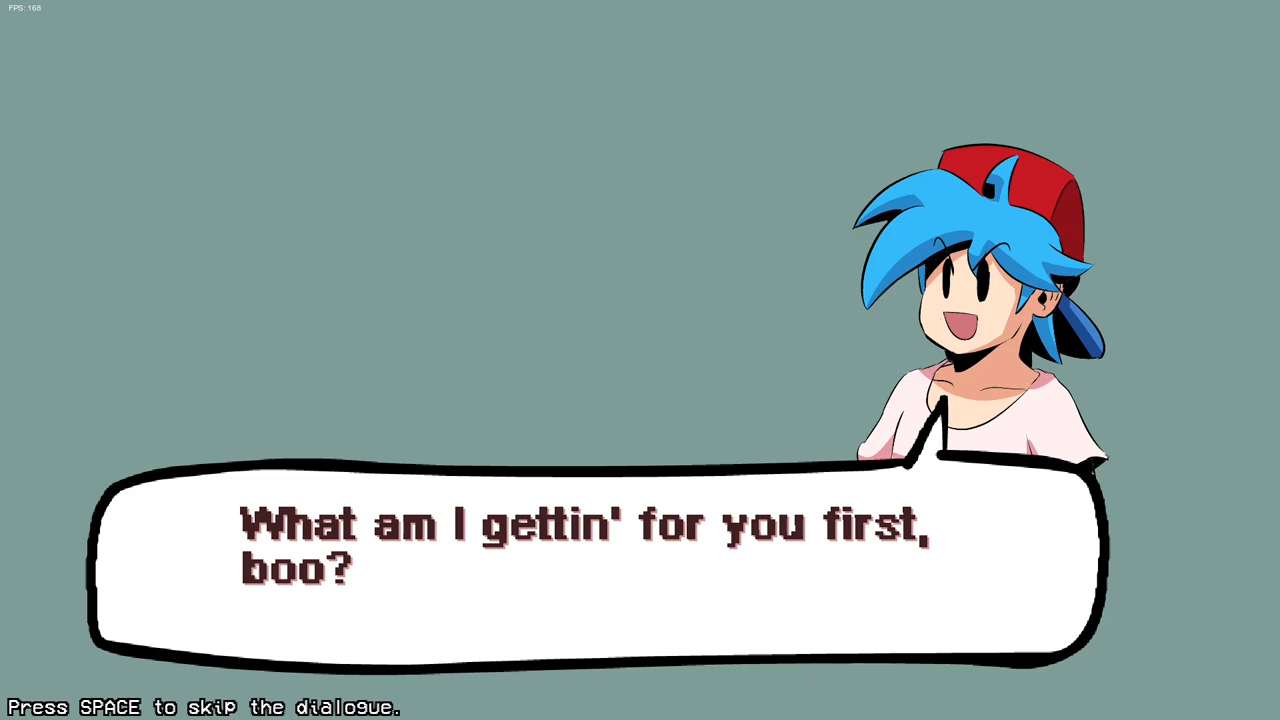 FPS: 168
What am I gettin' for you first,
boo?
Press SPACE to skip the dialogue.